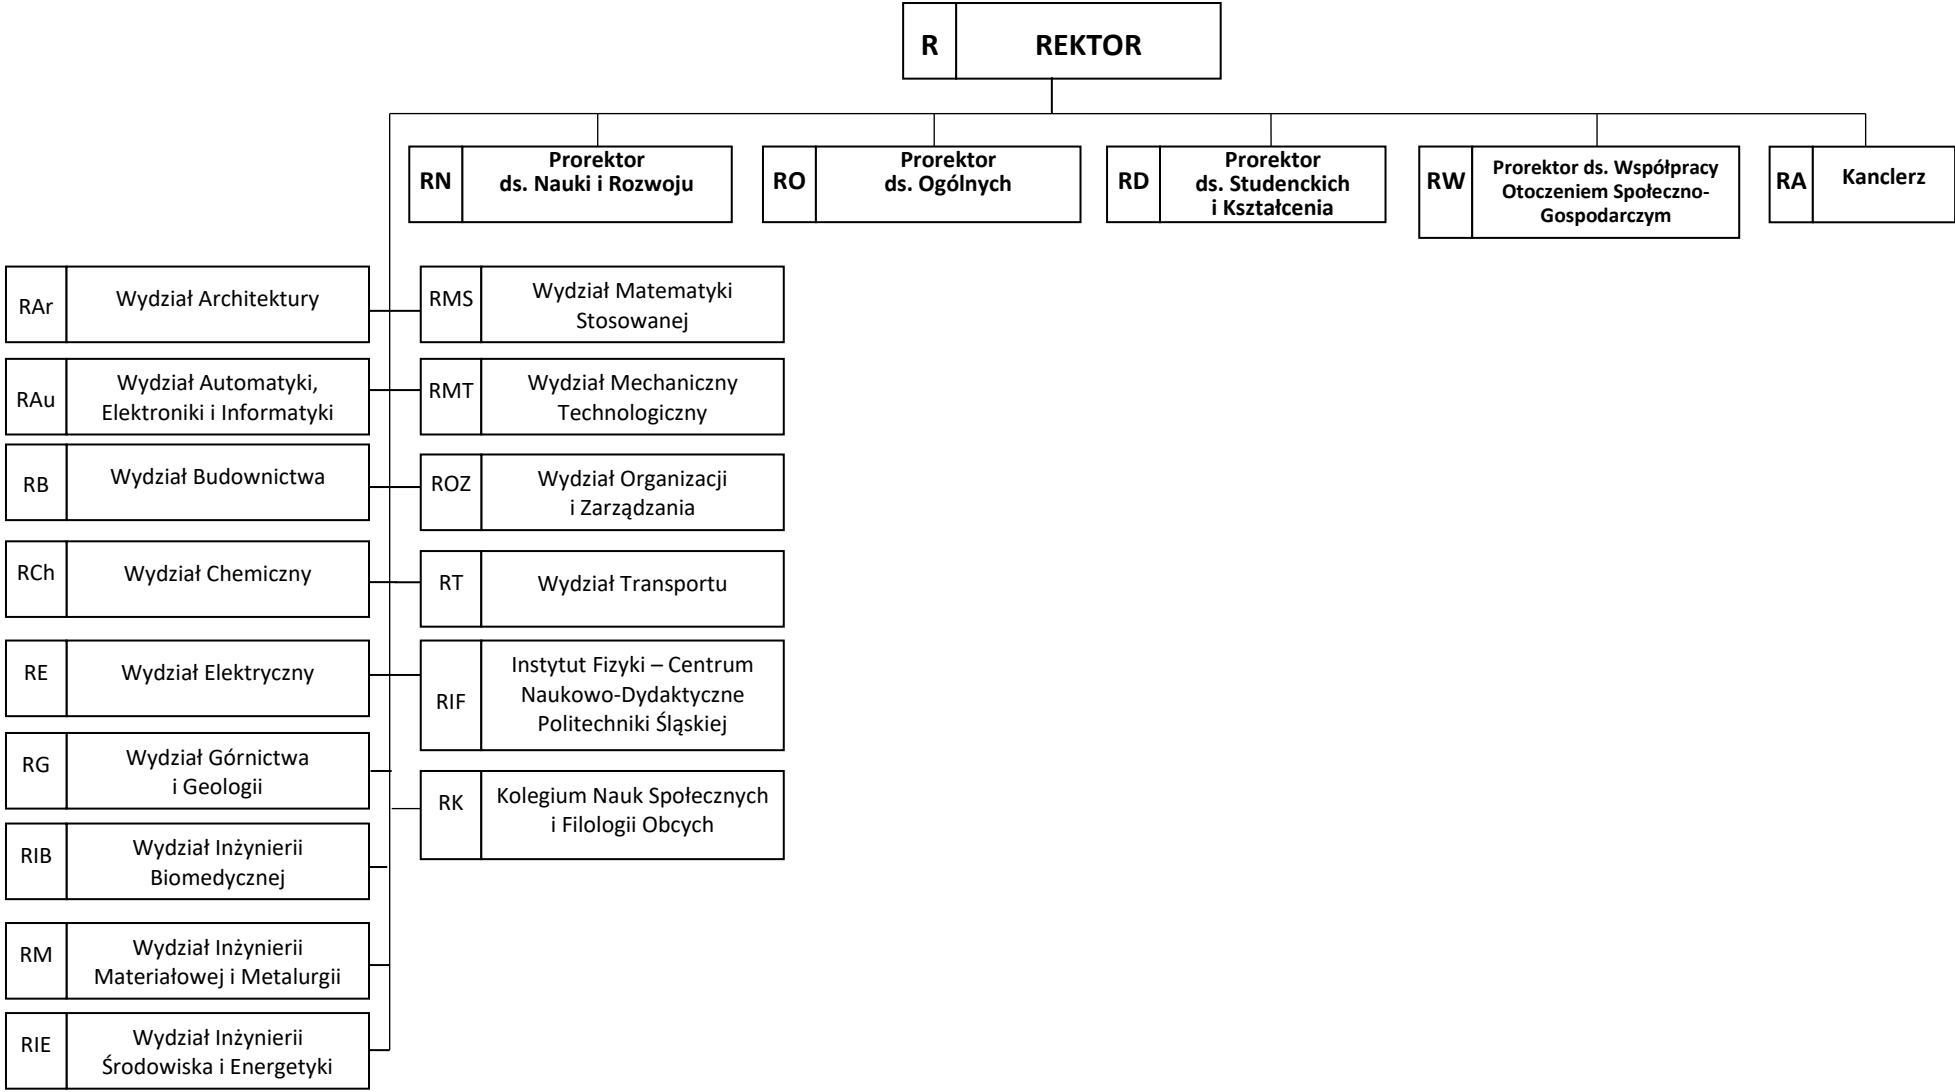 R REKTOR
RN Prorektor
ds. Nauki i Rozwoju
RO Prorektor
ds. Ogólnych
RD Prorektor
ds. Studenckich
i Kształcenia
RW Prorektor ds. Współpracy
Otoczeniem Społeczno-
Gospodarczym
RA Kanclerz
RAr Wydział Architektury
RAu Wydział Automatyki,
Elektroniki i Informatyki
RB Wydział Budownictwa
RCh Wydział Chemiczny
RE Wydział Elektryczny
RG Wydział Górnictwa
i Geologii
RIB Wydział Inżynierii
Biomedycznej
RM Wydział Inżynierii
Materiałowej i Metalurgii
RIE Wydział Inżynierii
Środowiska i Energetyki
RMS Wydział Matematyki
Stosowanej
RMT Wydział Mechaniczny
Technologiczny
ROZ Wydział Organizacji
i Zarządzania
RT Wydział Transportu
RIF Instytut Fizyki – Centrum
Naukowo-Dydaktyczne
Politechniki Śląskiej
RK Kolegium Nauk Społecznych
i Filologii Obcych